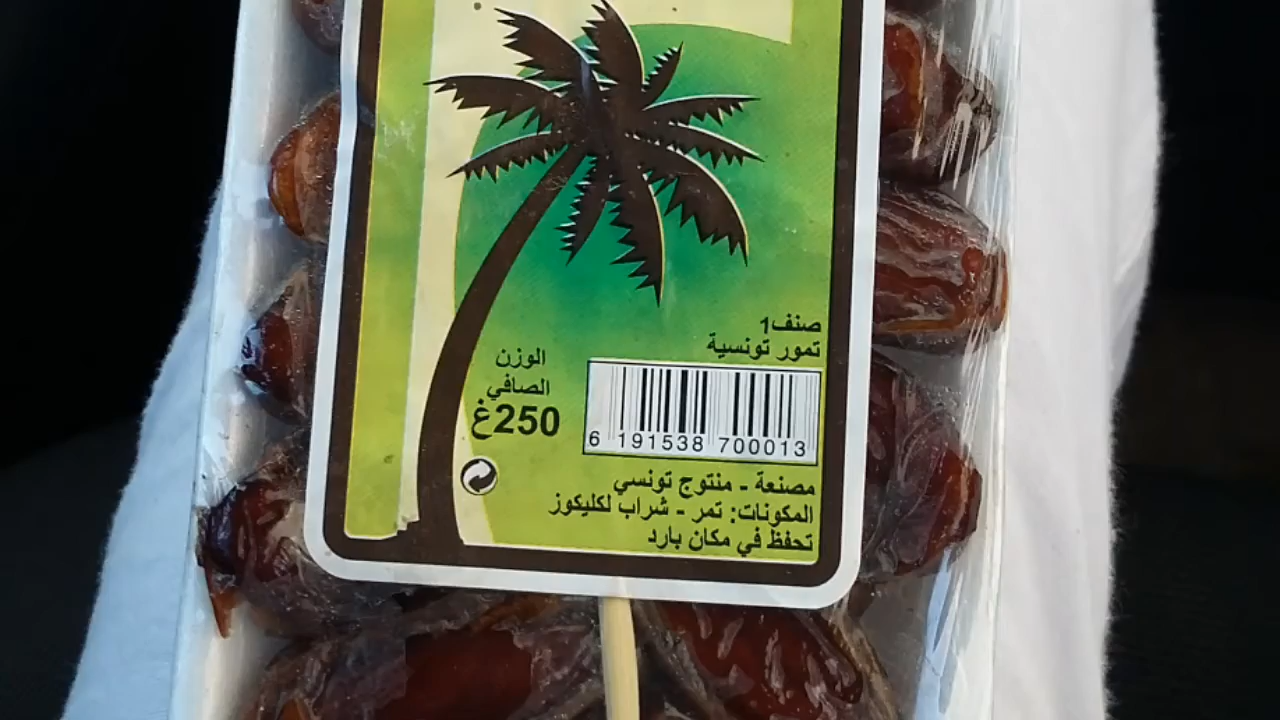 صنف1
تمور تونسية
الوزن
الصافي
250غ
6 191538 700013
مصنعة - منتوج تونسي
المكونات: تمر - شراب لكليكوز
تحفظ في مكان بارد